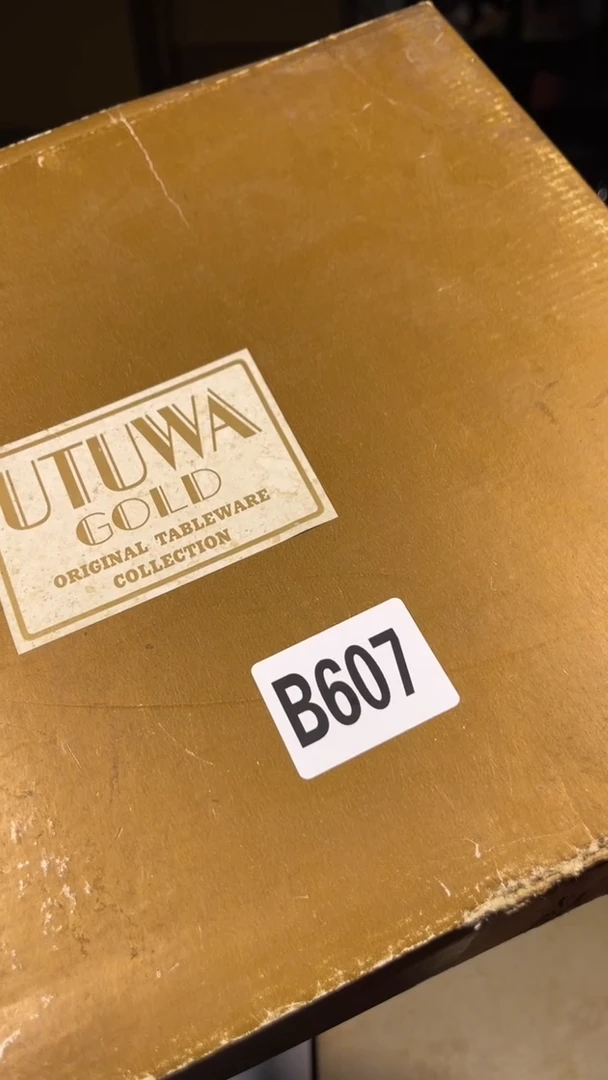 UTUWA
GOLD
ORIGINAL TABLEWARE
COLLECTION
B607